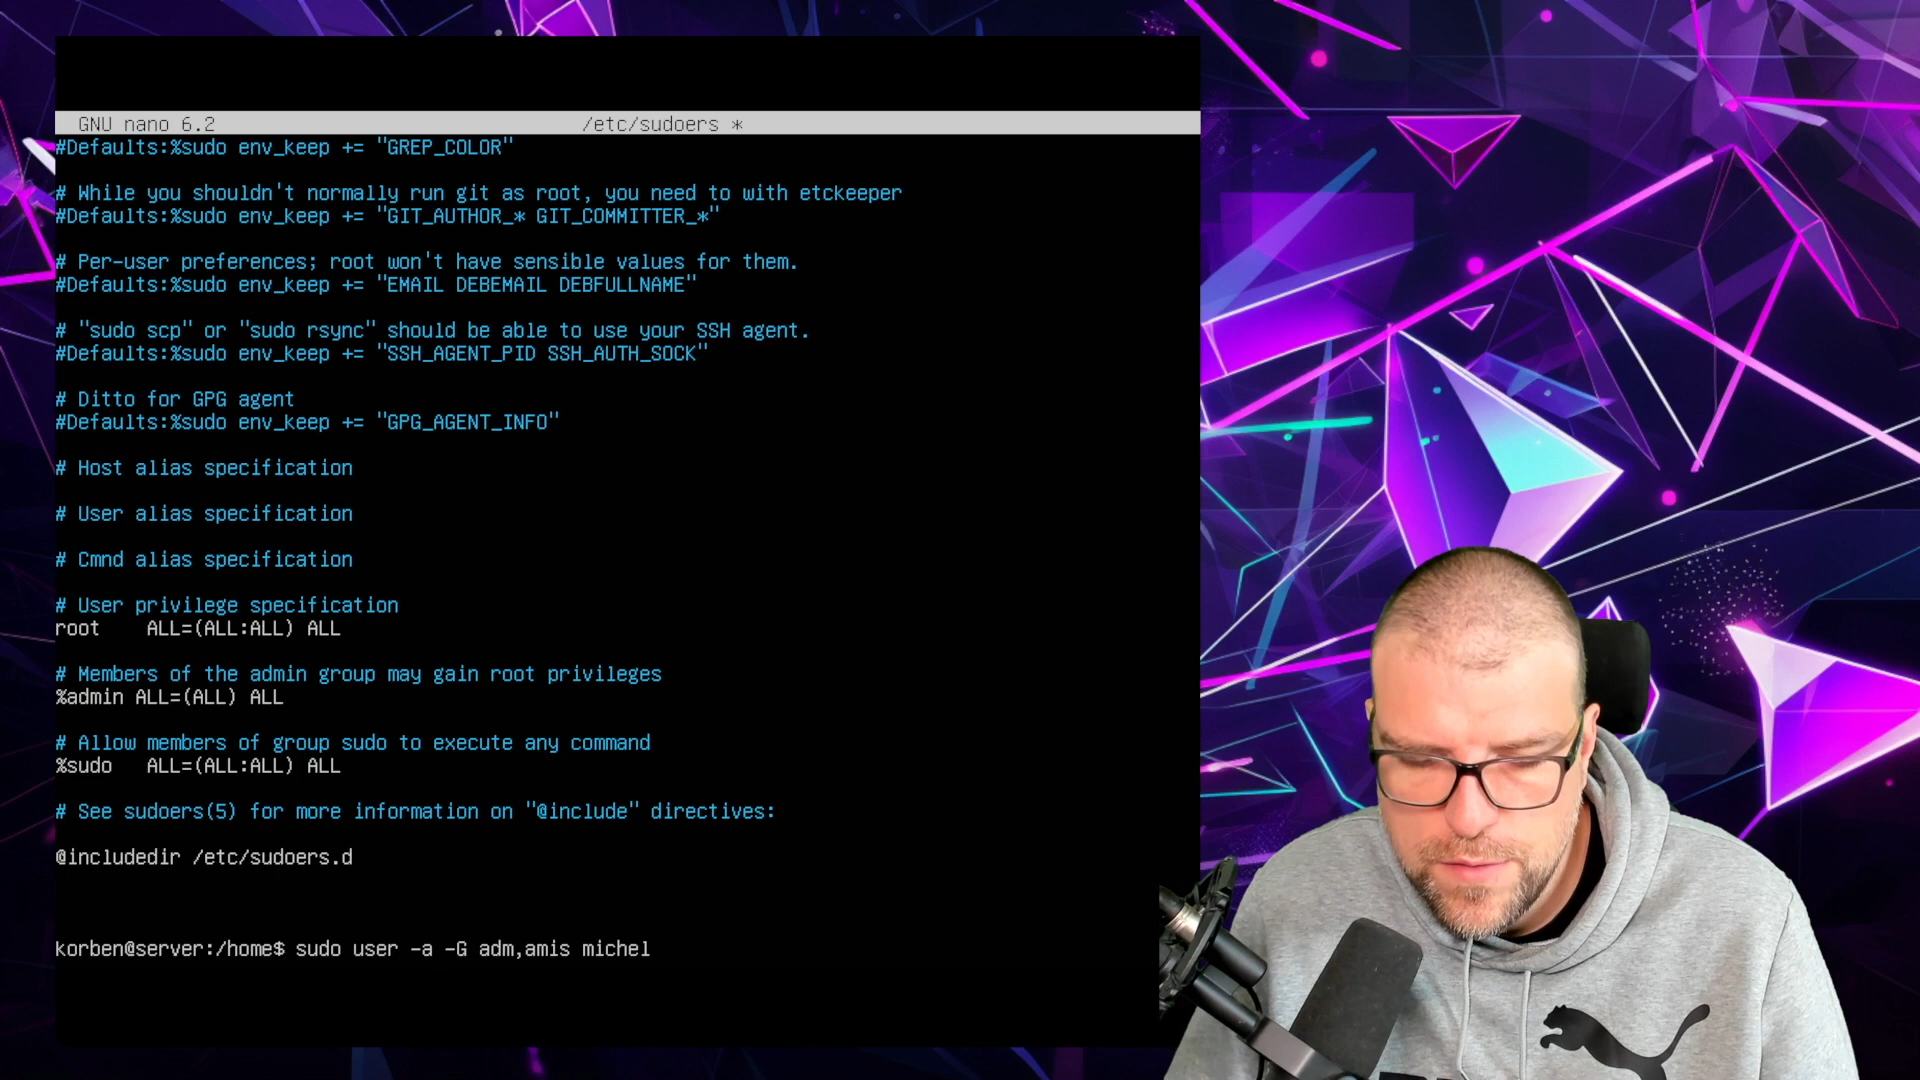 GNU nano 6.2 /etc/sudoers *
#Defaults:%sudo env_keep += "GREP_COLOR"
# While you shouldn't normally run git as root, you need to with etckeeper
#Defaults:%sudo env_keep += "GIT_AUTHOR_* GIT_COMMITTER_*"
# Per-user preferences; root won't have sensible values for them.
#Defaults:%sudo env_keep += "EMAIL DEBEMAIL DEBFULLNAME"
# "sudo scp" or "sudo rsync" should be able to use your SSH agent.
#Defaults:%sudo env_keep += "SSH_AGENT_PID SSH_AUTH_SOCK"
# Ditto for GPG agent
#Defaults:%sudo env_keep += "GPG_AGENT_INFO"
# Host alias specification
# User alias specification
# Cmnd alias specification
# User privilege specification
root ALL=(ALL:ALL) ALL
# Members of the admin group may gain root privileges
%admin ALL=(ALL) ALL
# Allow members of group sudo to execute any command
%sudo ALL=(ALL:ALL) ALL
# See sudoers(5) for more information on "@include" directives:
@includedir /etc/sudoers.d
korben@server:/home$ sudo user -a -G adm,amis michel